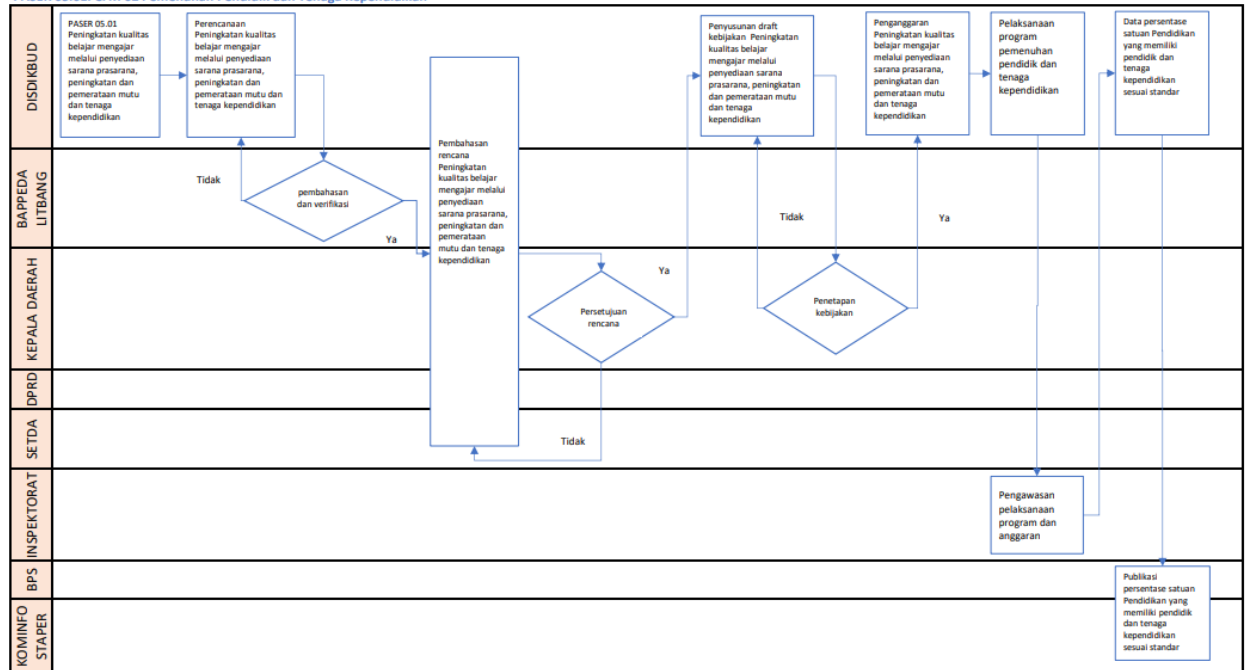 DISDIKBUD
PASER 05.01
Peningkatan kualitas
belajar mengajar
melalui penyediaan
sarana prasarana,
peningkatan dan
pemerataan mutu
dan tenaga
kependidikan
Perencanaan
Peningkatan kualitas
belajar mengajar
melalui penyediaan
sarana prasarana,
peningkatan dan
pemerataan mutu dan
tenaga kependidikan
Penyusunan draft
kebijakan Peningkatan
kualitas belajar
mengajar melalui
penyediaan sarana
prasarana, peningkatan
dan pemerataan mutu
dan tenaga
kependidikan
Penganggaran
Peningkatan kualitas
belajar mengajar
melalui penyediaan
sarana prasarana,
peningkatan dan
pemerataan mutu
dan tenaga
kependidikan
Pelaksanaan
program
pemenuhan
pendidik dan
tenaga
kependidikan
Data persentase
satuan Pendidikan
yang memiliki
pendidik dan
tenaga
kependidikan
sesuai standar
BAPPEDA
LITBANG
Tidak
pembahasan
dan verifikasi
Ya
Pembahasan
rencana
Peningkatan
kualitas belajar
mengajar melalui
penyediaan
sarana prasarana,
peningkatan dan
pemerataan
mutu dan tenaga
kependidikan
Tidak
Ya
KEPALA DAERAH
Persetujuan
rencana
Ya
Penetapan
kebijakan
DPRD
SETDA
Tidak
INSPEKTORAT
Pengawasan
pelaksanaan
program dan
anggaran
BPS
Publikasi
persentase satuan
Pendidikan yang
memiliki pendidik
dan tenaga
kependidikan
sesuai standar
KOMINFO
STAPER